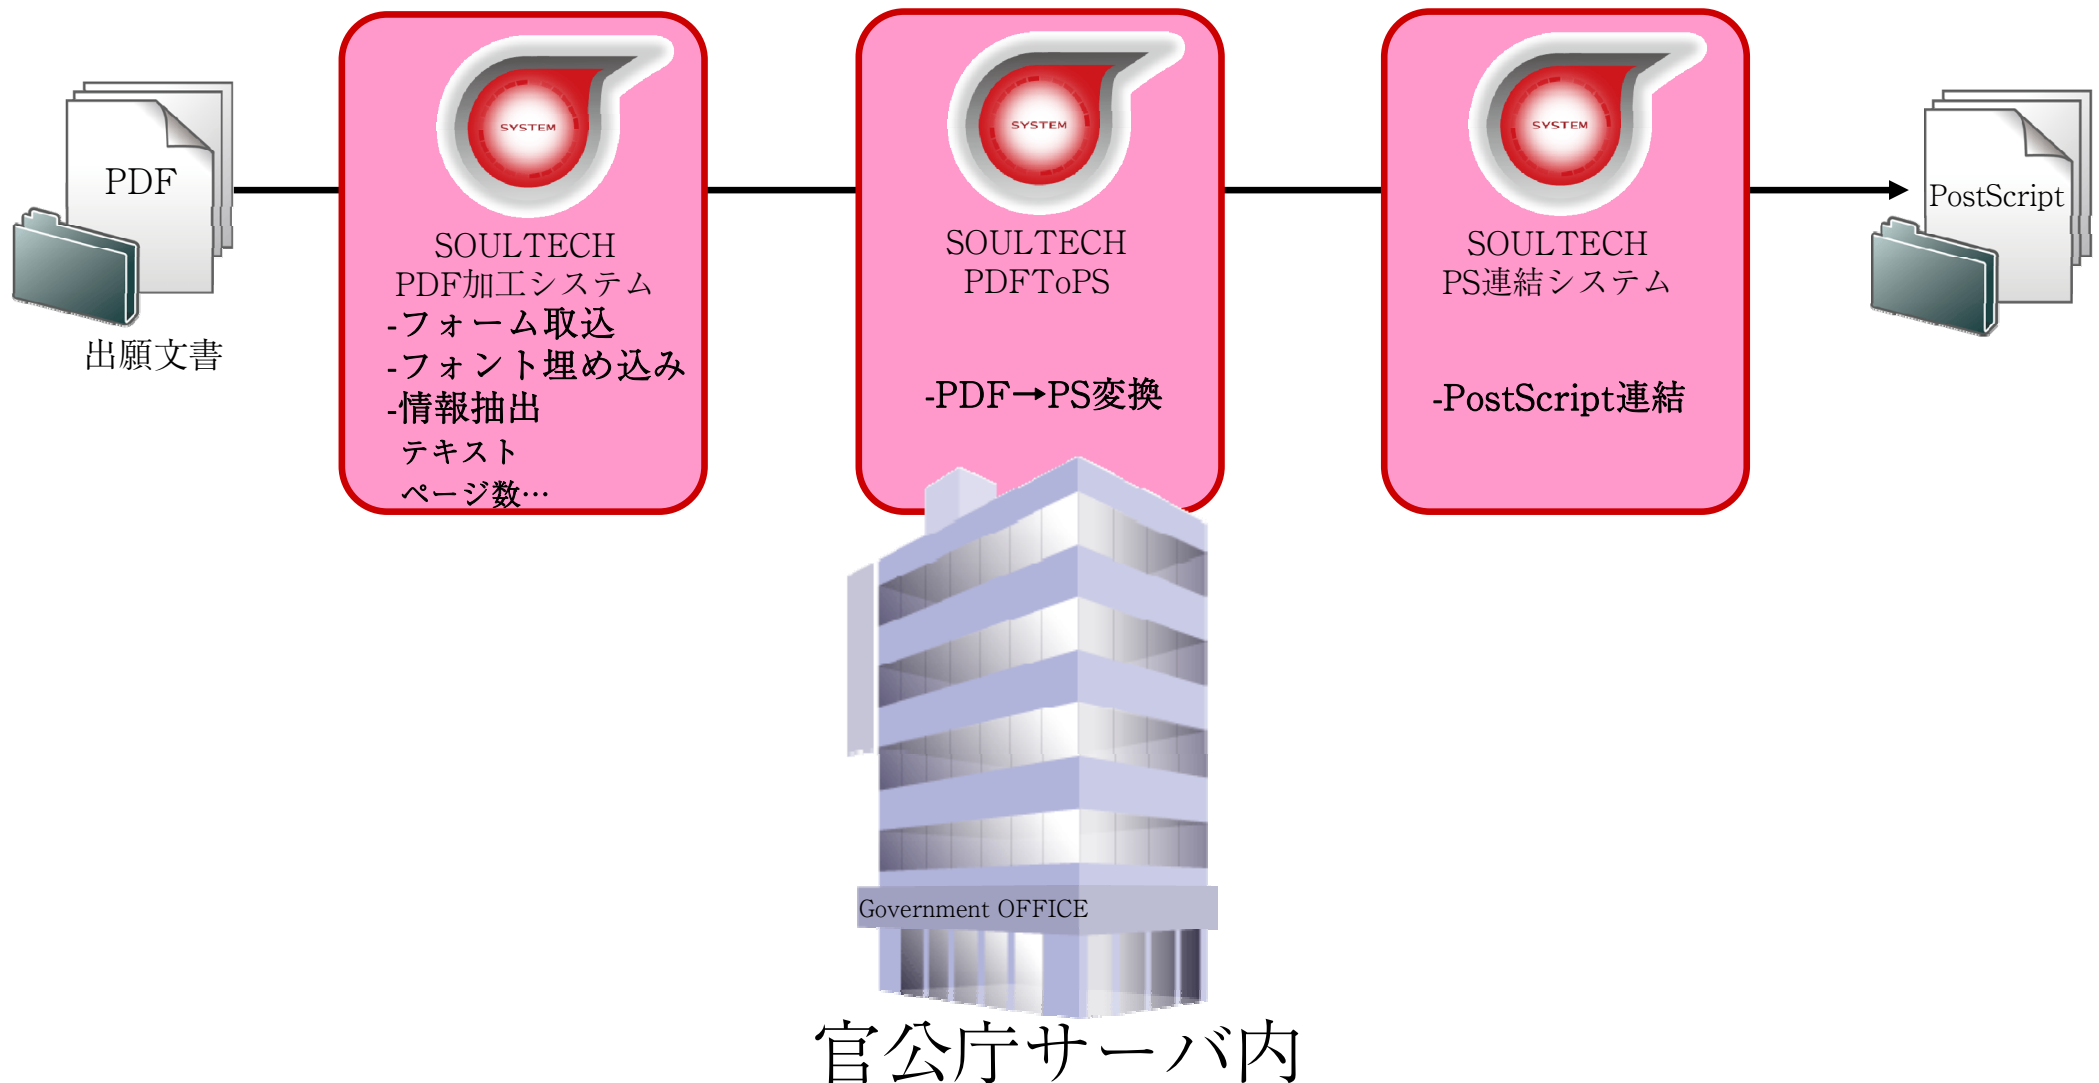 PDF
出願文書
SYSTEM
SOULTECH
PDF加工システム
-フォーム取込
-フォント埋め込み
-情報抽出
テキスト
ページ数…
SYSTEM
SOULTECH
PDFToPS
-PDF→PS変換
SYSTEM
SOULTECH
PS連結システム
-PostScript連結
PostScript
Government OFFICE
官公庁サーバ内